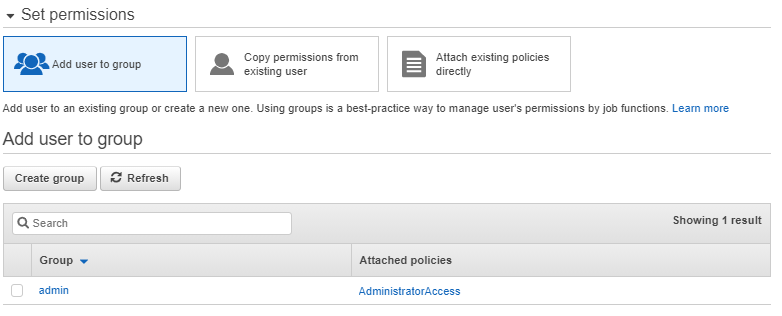 Set permissions
Add user to group
Copy permissions from
existing user
Attach existing policies
directly
Add user to an existing group or create a new one. Using groups is a best-practice way to manage user's permissions by job functions. Learn more
Add user to group
Create group Refresh
Search
Showing 1 result
Group Attached policies
admin AdministratorAccess